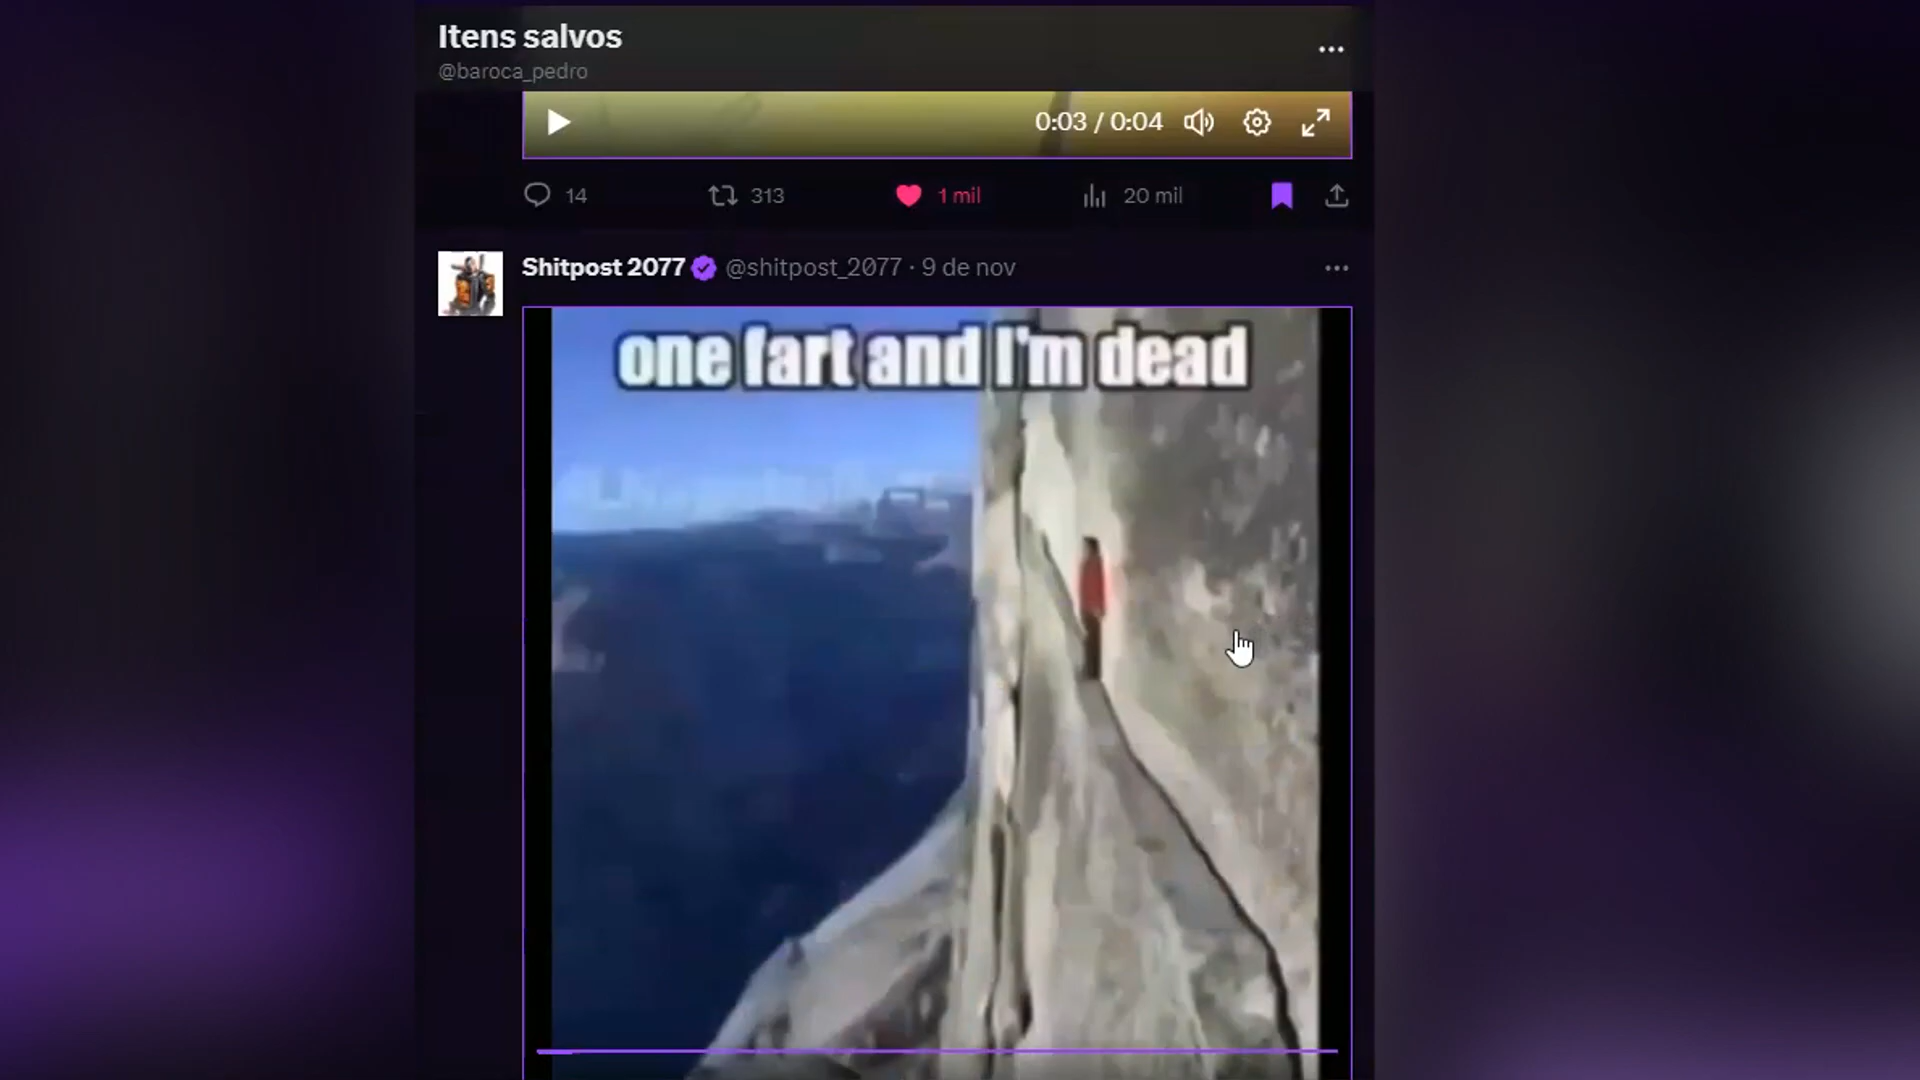 Itens salvos
@baroca_pedro
0:03 / 0:04
14
313
1 mil
20 mil
Shitpost 2077 @shitpost_2077 · 9 de nov
one fart and I'm dead